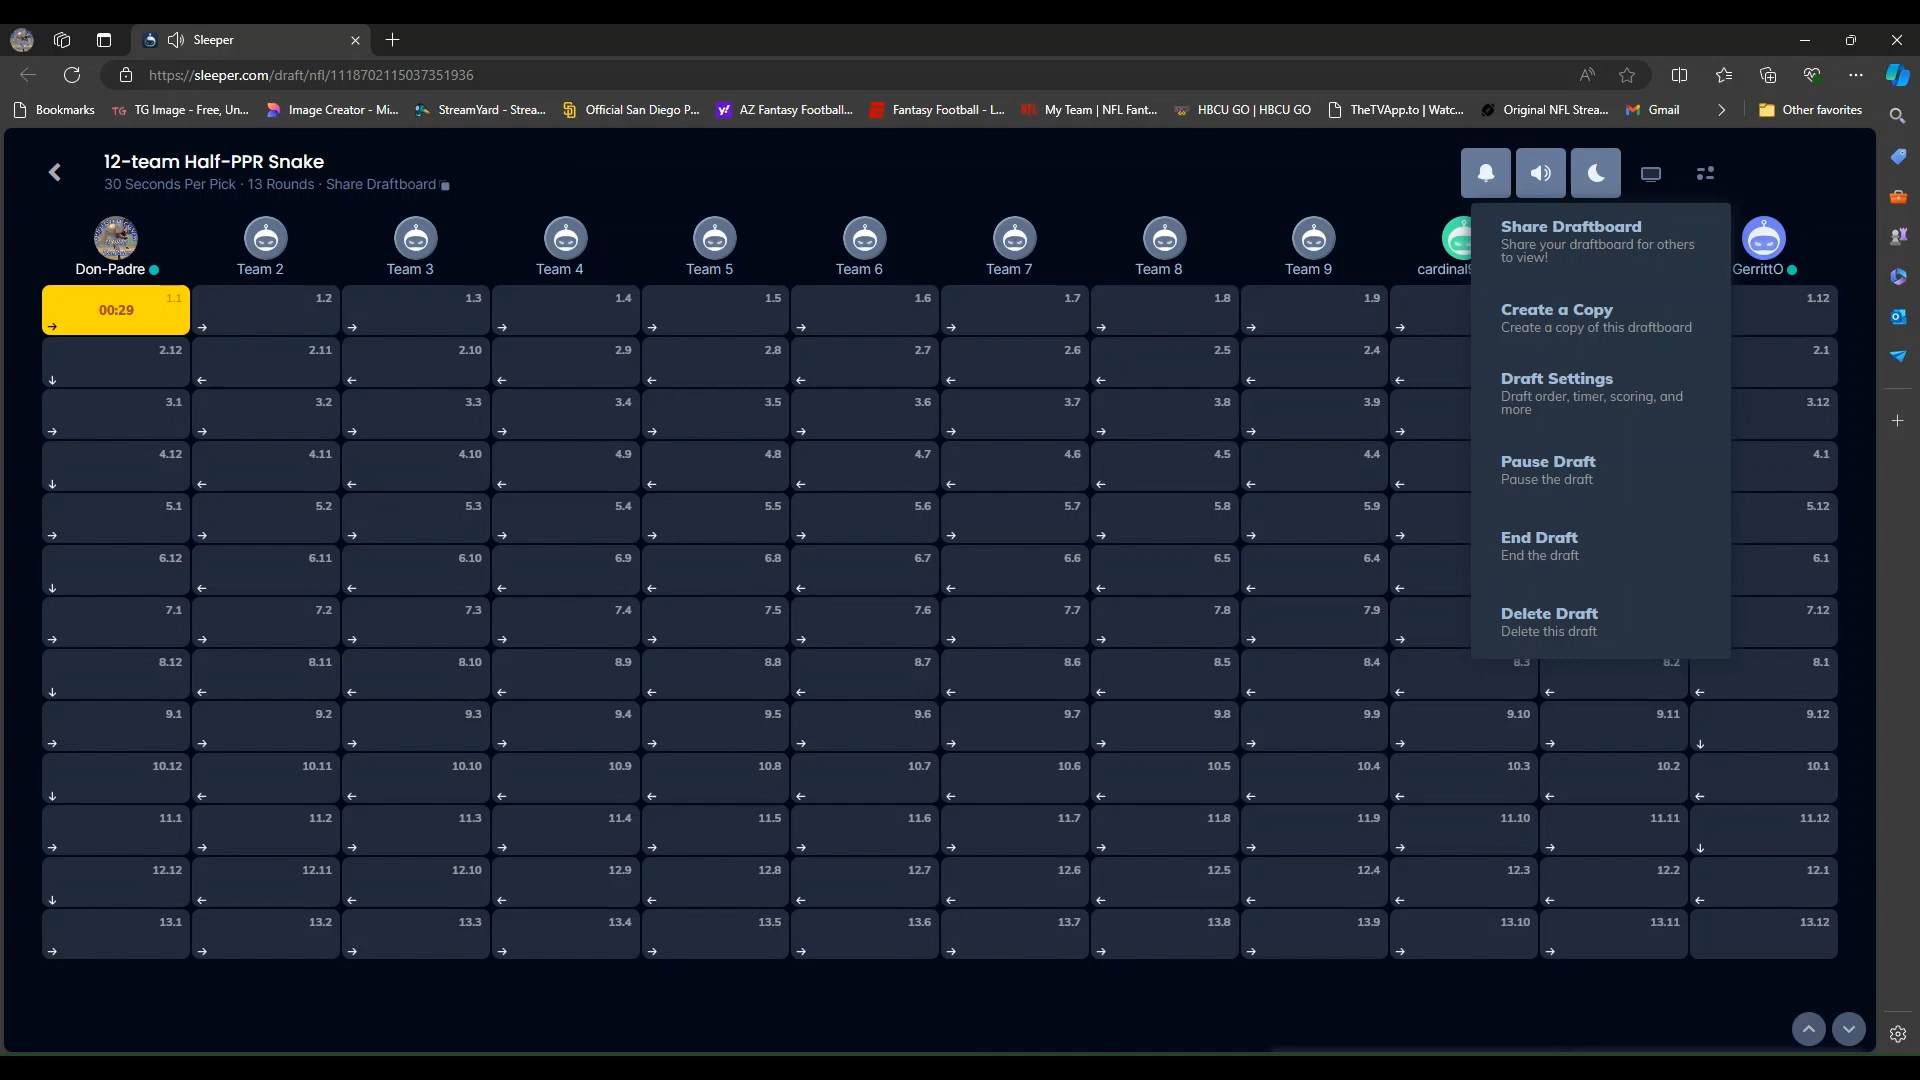 Sleeper
https://sleeper.com/draft/nfl/1118702115037351936
Bookmarks TG Image - Free, Un... Image Creator - Mi... StreamYard - Strea... Official San Diego P... AZ Fantasy Football... Fantasy Football - L... My Team | NFL Fant... HBCU GO | HBCU GO TheTVApp.to | Watc... Original NFL Strea... Gmail Other favorites
12-team Half-PPR Snake
30 Seconds Per Pick · 13 Rounds · Share Draftboard
Don-Padre Team 2 Team 3 Team 4 Team 5 Team 6 Team 7 Team 8 Team 9 GerrittO
Share Draftboard
Share your draftboard for others
to view!
Create a Copy
Create a copy of this draftboard
Draft Settings
Draft order, timer, scoring, and
more
Pause Draft
Pause the draft
End Draft
End the draft
Delete Draft
Delete this draft
00:29 1.1 1.2 1.3 1.4 1.5 1.6 1.7 1.8 1.9 1.12
2.12 2.11 2.10 2.9 2.8 2.7 2.6 2.5 2.4 2.1
3.1 3.2 3.3 3.4 3.5 3.6 3.7 3.8 3.9 3.12
4.12 4.11 4.10 4.9 4.8 4.7 4.6 4.5 4.4 4.1
5.1 5.2 5.3 5.4 5.5 5.6 5.7 5.8 5.9 5.12
6.12 6.11 6.10 6.9 6.8 6.7 6.6 6.5 6.4 6.1
7.1 7.2 7.3 7.4 7.5 7.6 7.7 7.8 7.9 7.12
8.12 8.11 8.10 8.9 8.8 8.7 8.6 8.5 8.4 8.3 8.2 8.1
9.1 9.2 9.3 9.4 9.5 9.6 9.7 9.8 9.9 9.10 9.11 9.12
10.12 10.11 10.10 10.9 10.8 10.7 10.6 10.5 10.4 10.3 10.2 10.1
11.1 11.2 11.3 11.4 11.5 11.6 11.7 11.8 11.9 11.10 11.11 11.12
12.12 12.11 12.10 12.9 12.8 12.7 12.6 12.5 12.4 12.3 12.2 12.1
13.1 13.2 13.3 13.4 13.5 13.6 13.7 13.8 13.9 13.10 13.11 13.12